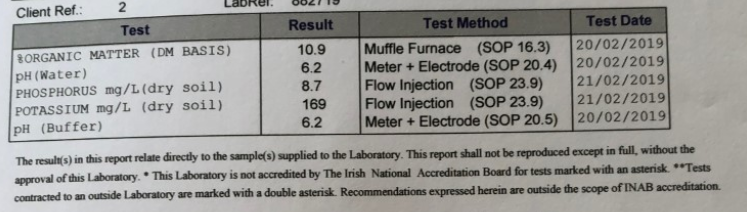 Client Ref.: 2 LabRef: 882719
Test Result Test Method Test Date
%ORGANIC MATTER (DM BASIS) 10.9 Muffle Furnace (SOP 16.3) 20/02/2019
pH(Water) 6.2 Meter + Electrode (SOP 20.4) 20/02/2019
PHOSPHORUS mg/L(dry soil) 8.7 Flow Injection (SOP 23.9) 21/02/2019
POTASSIUM mg/L (dry soil) 169 Flow Injection (SOP 23.9) 21/02/2019
pH (Buffer) 6.2 Meter + Electrode (SOP 20.5) 20/02/2019
The result(s) in this report relate directly to the sample(s) supplied to the Laboratory. This report shall not be reproduced except in full, without the
approval of this Laboratory. * This Laboratory is not accredited by The Irish National Accreditation Board for tests marked with an asterisk. **Tests
contracted to an outside Laboratory are marked with a double asterisk. Recommendations expressed herein are outside the scope of INAB accreditation.